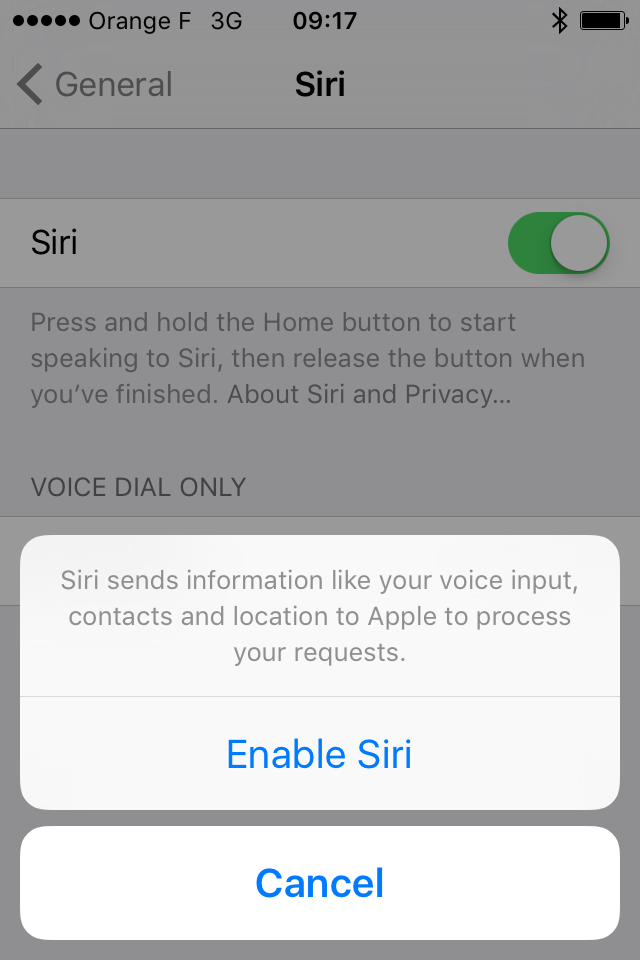 Orange F 3G 09:17
General Siri
Siri
Press and hold the Home button to start
speaking to Siri, then release the button when
you’ve finished. About Siri and Privacy...
VOICE DIAL ONLY
Siri sends information like your voice input,
contacts and location to Apple to process
your requests.
Enable Siri
Cancel